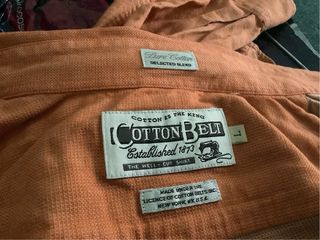 Pure Cotton
SELECTED BLEND
COTTON IS THE KING
COTTON BELT
Established 1873
THE WELL-CUT SHIRT
L
MADE UNDER THE
LICENCE OF COTTON BELTS, INC.
NEW YORK, N.Y. U.S.A.